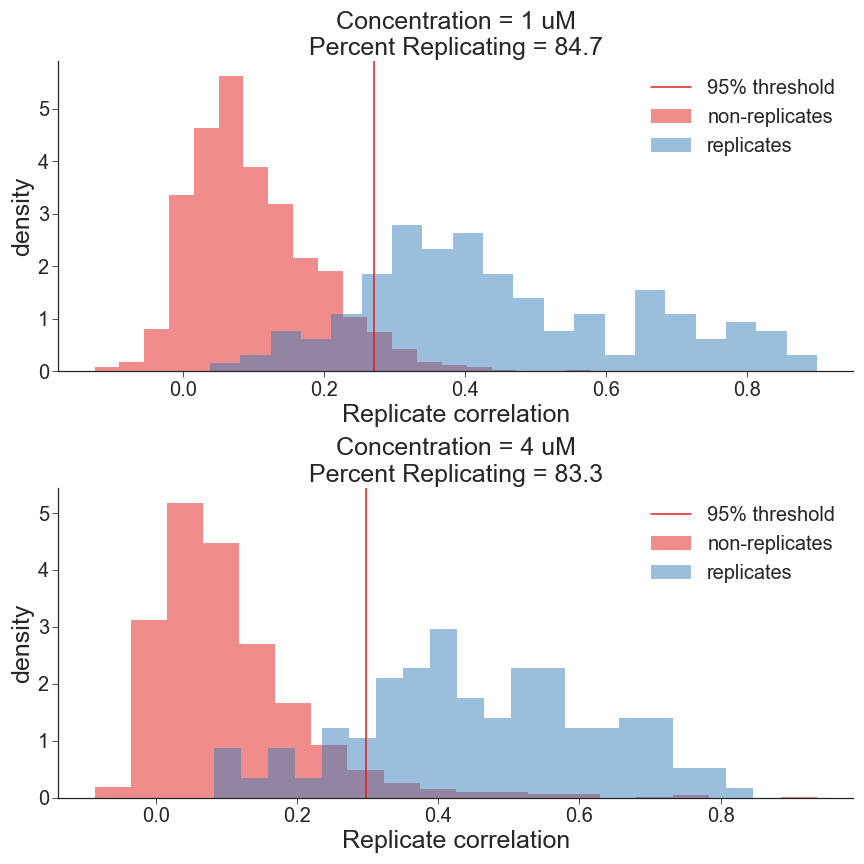 Concentration = 1 uM
Percent Replicating = 84.7
95% threshold
non-replicates
replicates
density
5
4
3
2
1
0
0.0 0.2 0.4 0.6 0.8
Replicate correlation
Concentration = 4 uM
Percent Replicating = 83.3
95% threshold
non-replicates
replicates
density
5
4
3
2
1
0
0.0 0.2 0.4 0.6 0.8
Replicate correlation